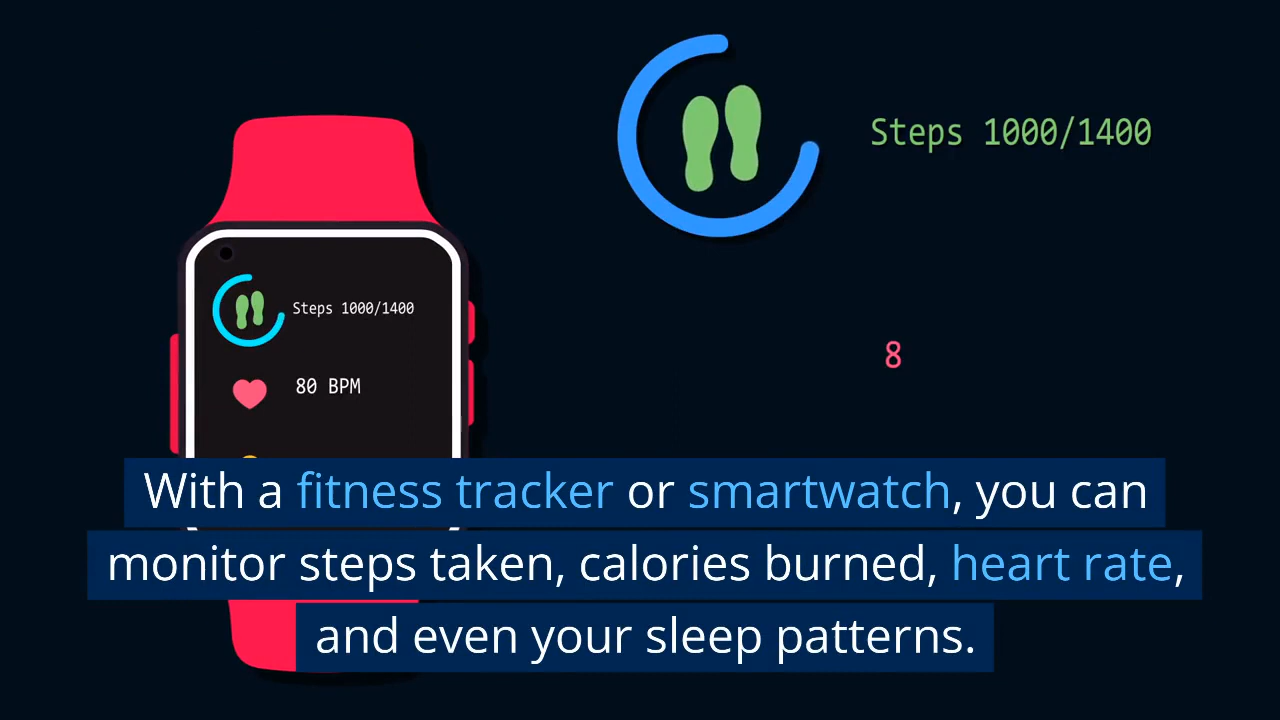 Steps 1000/1400
Steps 1000/1400
8
80 BPM
With a fitness tracker or smartwatch, you can
monitor steps taken, calories burned, heart rate,
and even your sleep patterns.